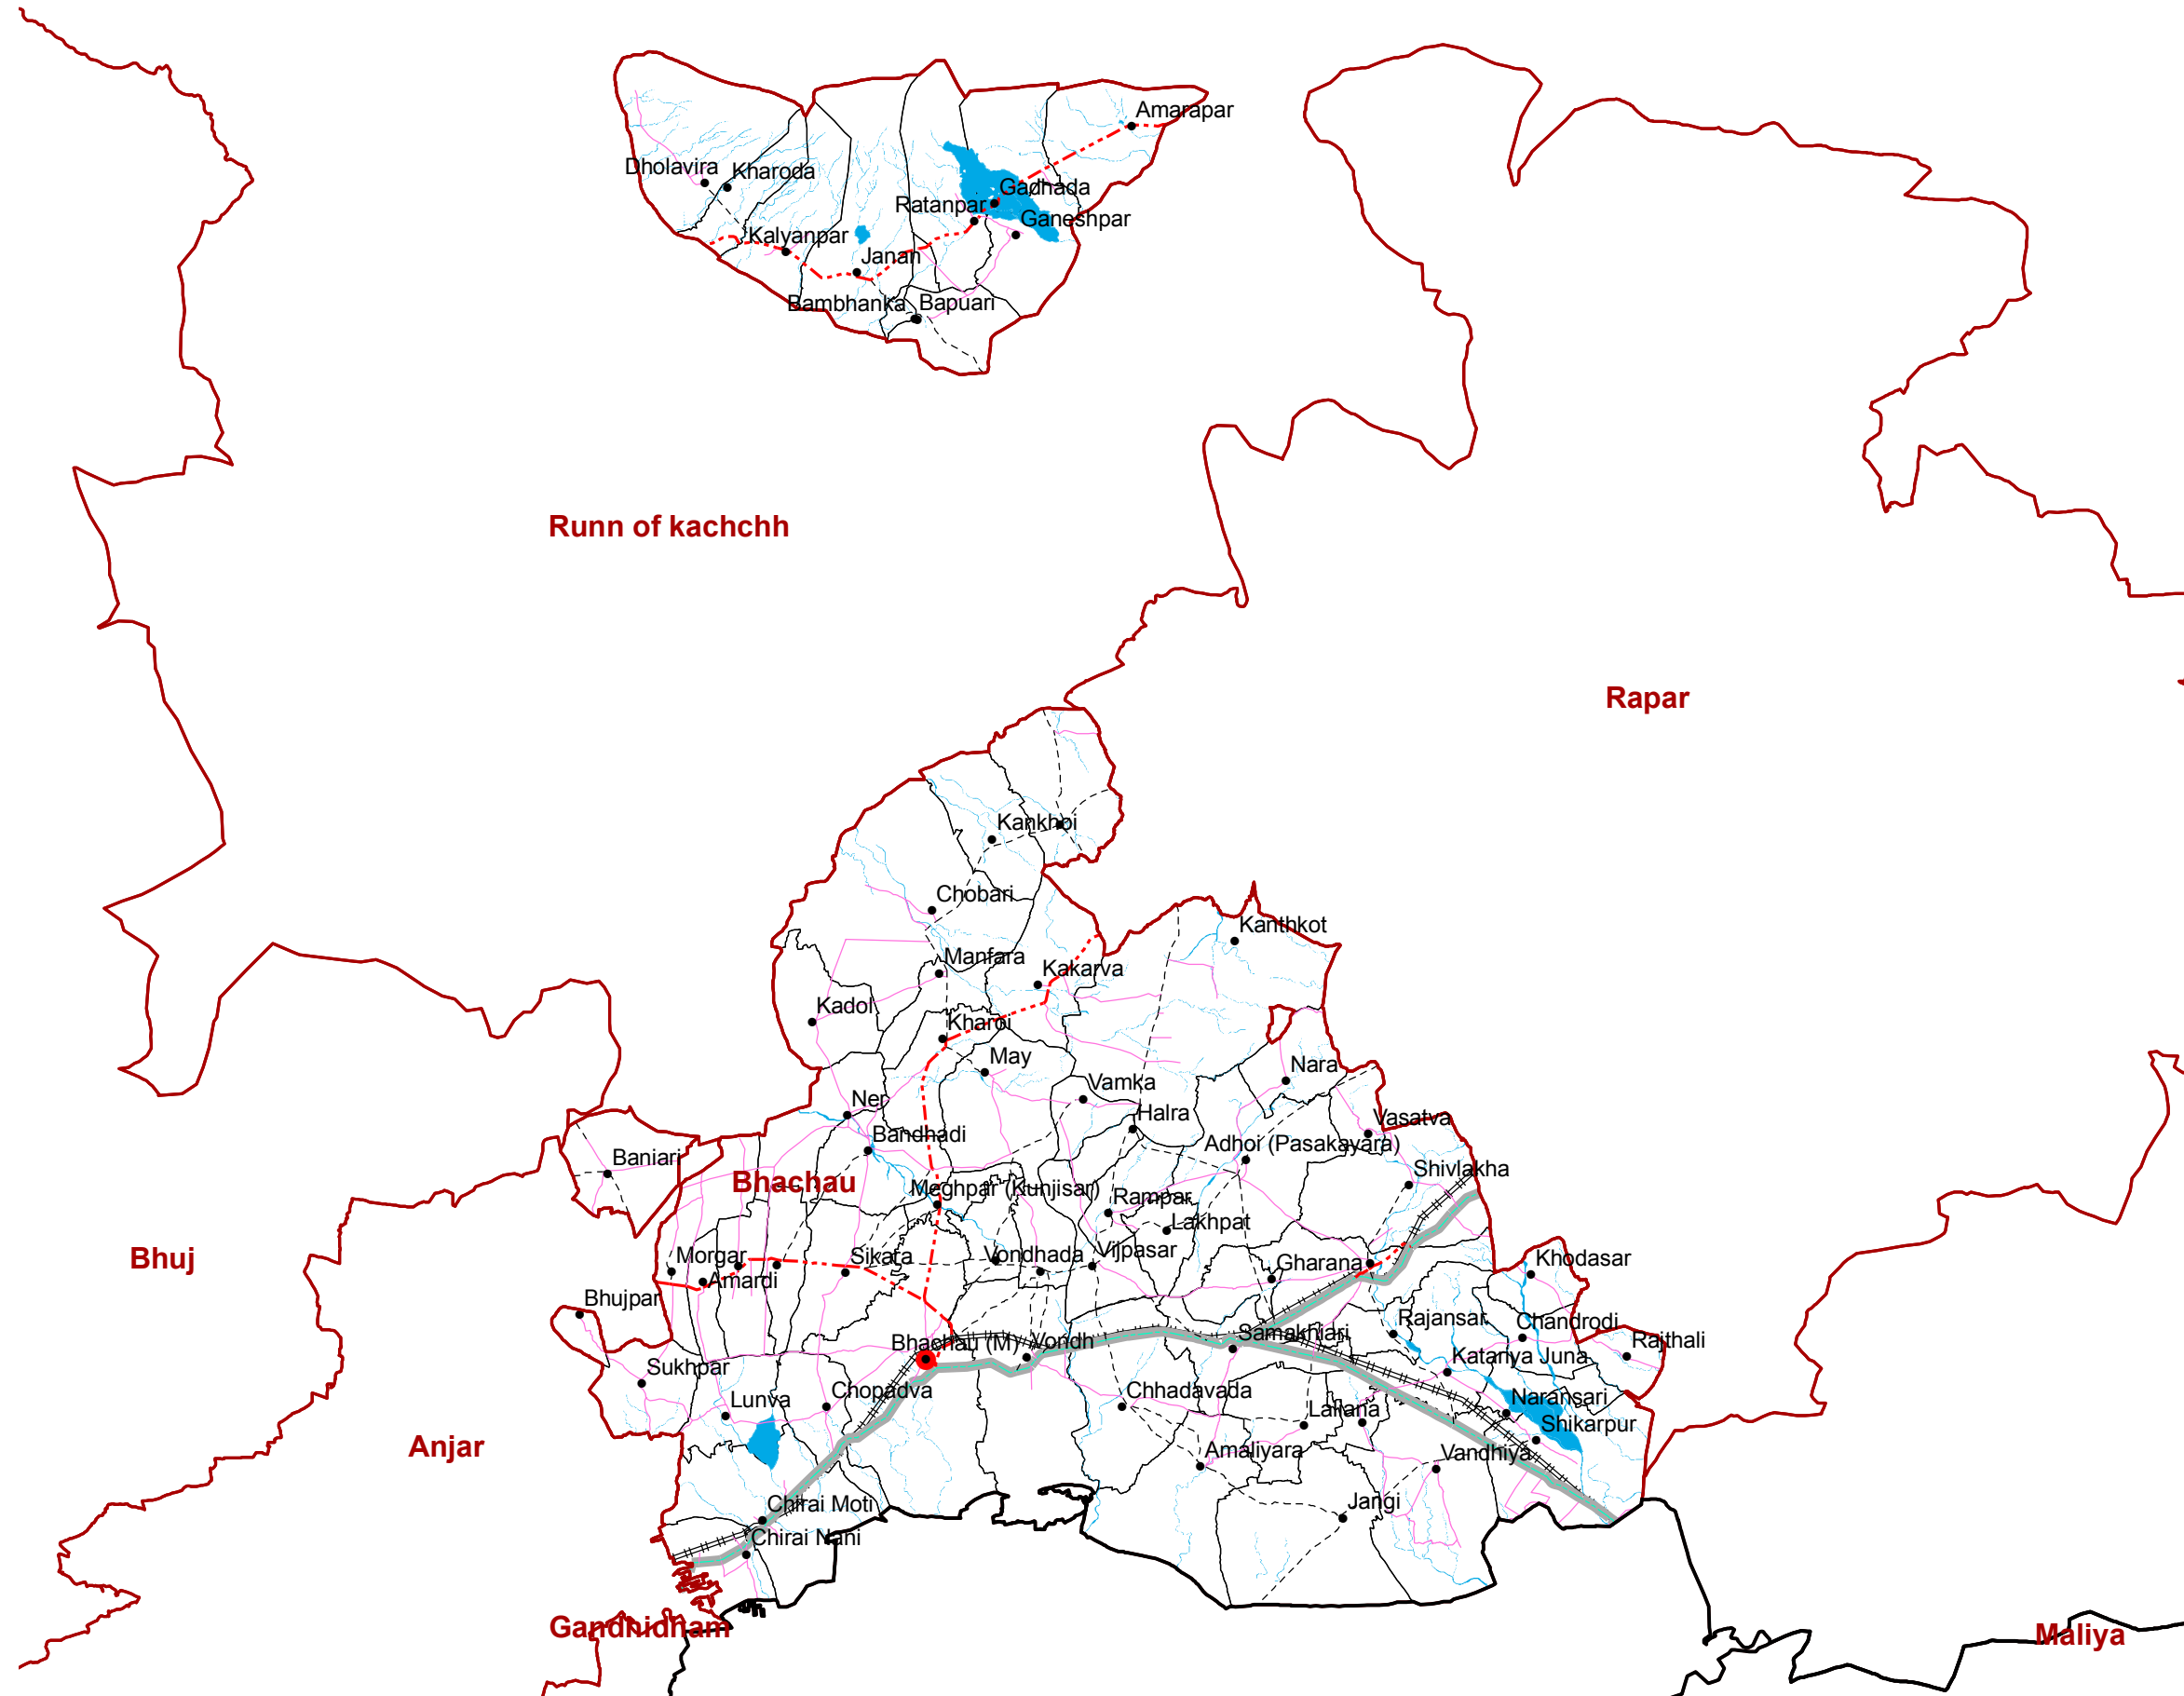 Amarapar
Dholavira
Kharoda
Gadhada
Ratanpar
Ganeshpar
Kalyanpar
Janan
Bambhanka
Bapuari
Runn of kachchh
Rapar
Kankhoi
Chobari
Kanthkot
Manfara
Kakarva
Kadol
Kharoi
May
Nara
Vamka
Ner
Halra
Vasatva
Bandhadi
Adhoi (Pasakayara)
Baniari
Shivlakha
Bhachau
Meghpar (Kunjisar)
Rampar
Lakhpat
Bhuj
Morgar
Sikara
Vondhada
Vijpasar
Gharana
Khodasar
Amardi
Bhujpar
Rajansar
Chandrodi
Bhachau (M)
Vondh
Samakhiari
Rajthali
Sukhpar
Katariya Juna
Lunva
Chopadva
Chhadavada
Naransari
Laliana
Shikarpur
Anjar
Amaliyara
Vandhiya
Chirai Moti
Jangi
Chirai Nani
Gandhidham
Maliya